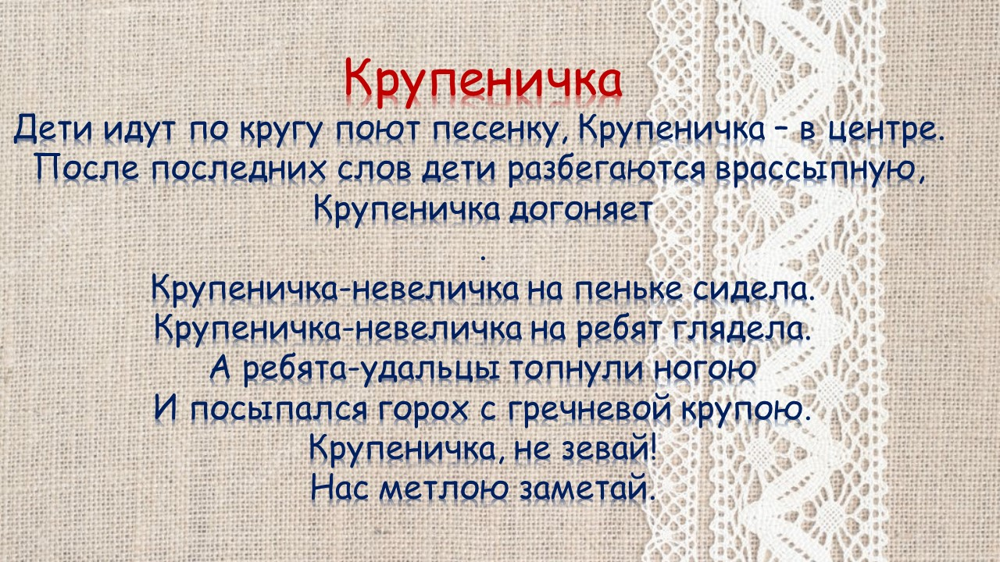 Крупеничка
Дети идут по кругу поют песенку, Крупеничка – в центре.
После последних слов дети разбегаются врассыпную,
Крупеничка догоняет
.
Крупеничка-невеличка на пеньке сидела.
Крупеничка-невеличка на ребят глядела.
А ребята-удальцы топнули ногою
И посыпался горох с гречневой крупою.
Крупеничка, не зевай!
Нас метлою заметай.